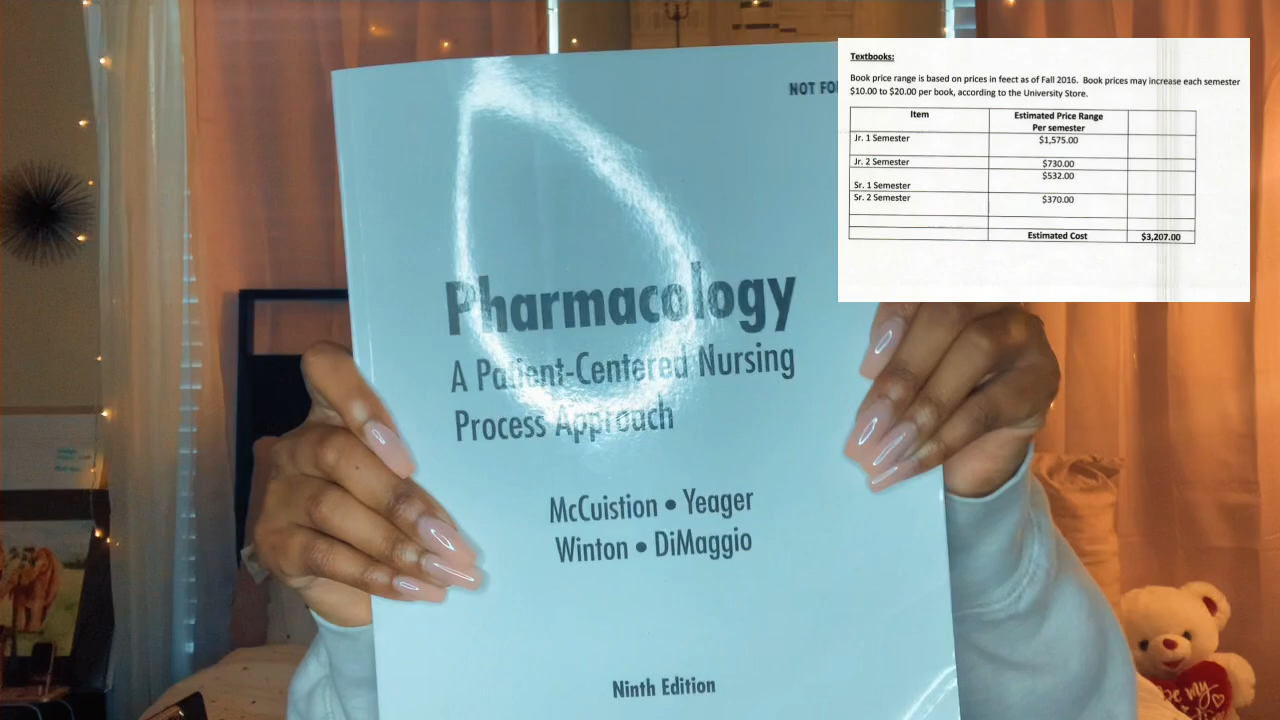 NOT FO
Pharmacology
A Patient-Centered Nursing
Process Approach
McCuistion • Yeager
Winton • DiMaggio
Ninth Edition
Textbooks:
Book price range is based on prices in feect as of Fall 2016. Book prices may increase each semester
$10.00 to $20.00 per book, according to the University Store.
Item Estimated Price Range
Per semester
Jr. 1 Semester $1,575.00
Jr. 2 Semester $730.00
Sr. 1 Semester $532.00
Sr. 2 Semester $370.00
Estimated Cost $3,207.00
be my